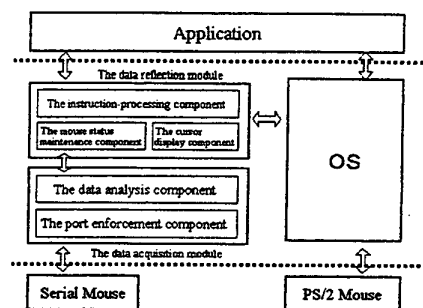 Application
The data reflection module
The instruction-processing component
The mouse status
maintenance component
The cursor
display component
OS
The data analysis component
The port enforcement component
The data acquisition module
Serial Mouse
PS/2 Mouse